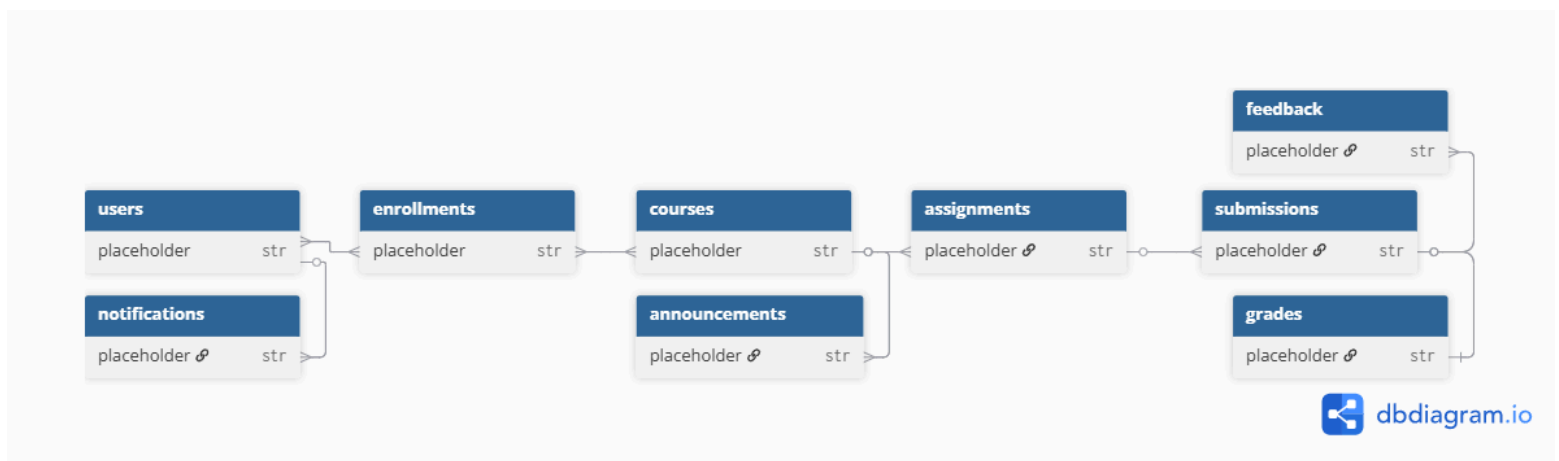 feedback
placeholder str
users
placeholder str
enrollments
placeholder str
courses
placeholder str
assignments
placeholder str
submissions
placeholder str
notifications
placeholder str
announcements
placeholder str
grades
placeholder str
dbdiagram.io